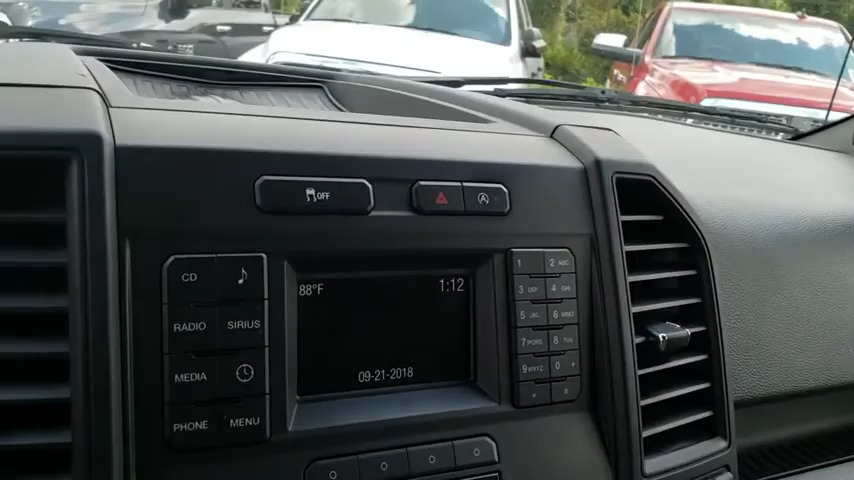 OFF
CD
RADIO SIRIUS
MEDIA
PHONE MENU
88°F 1:12
09-21-2018
1 2 ABC
3 DEF 4 GHI
5 JKL 6 MNO
7 PQRS 8 TUV
9 WXYZ 0 +
* #